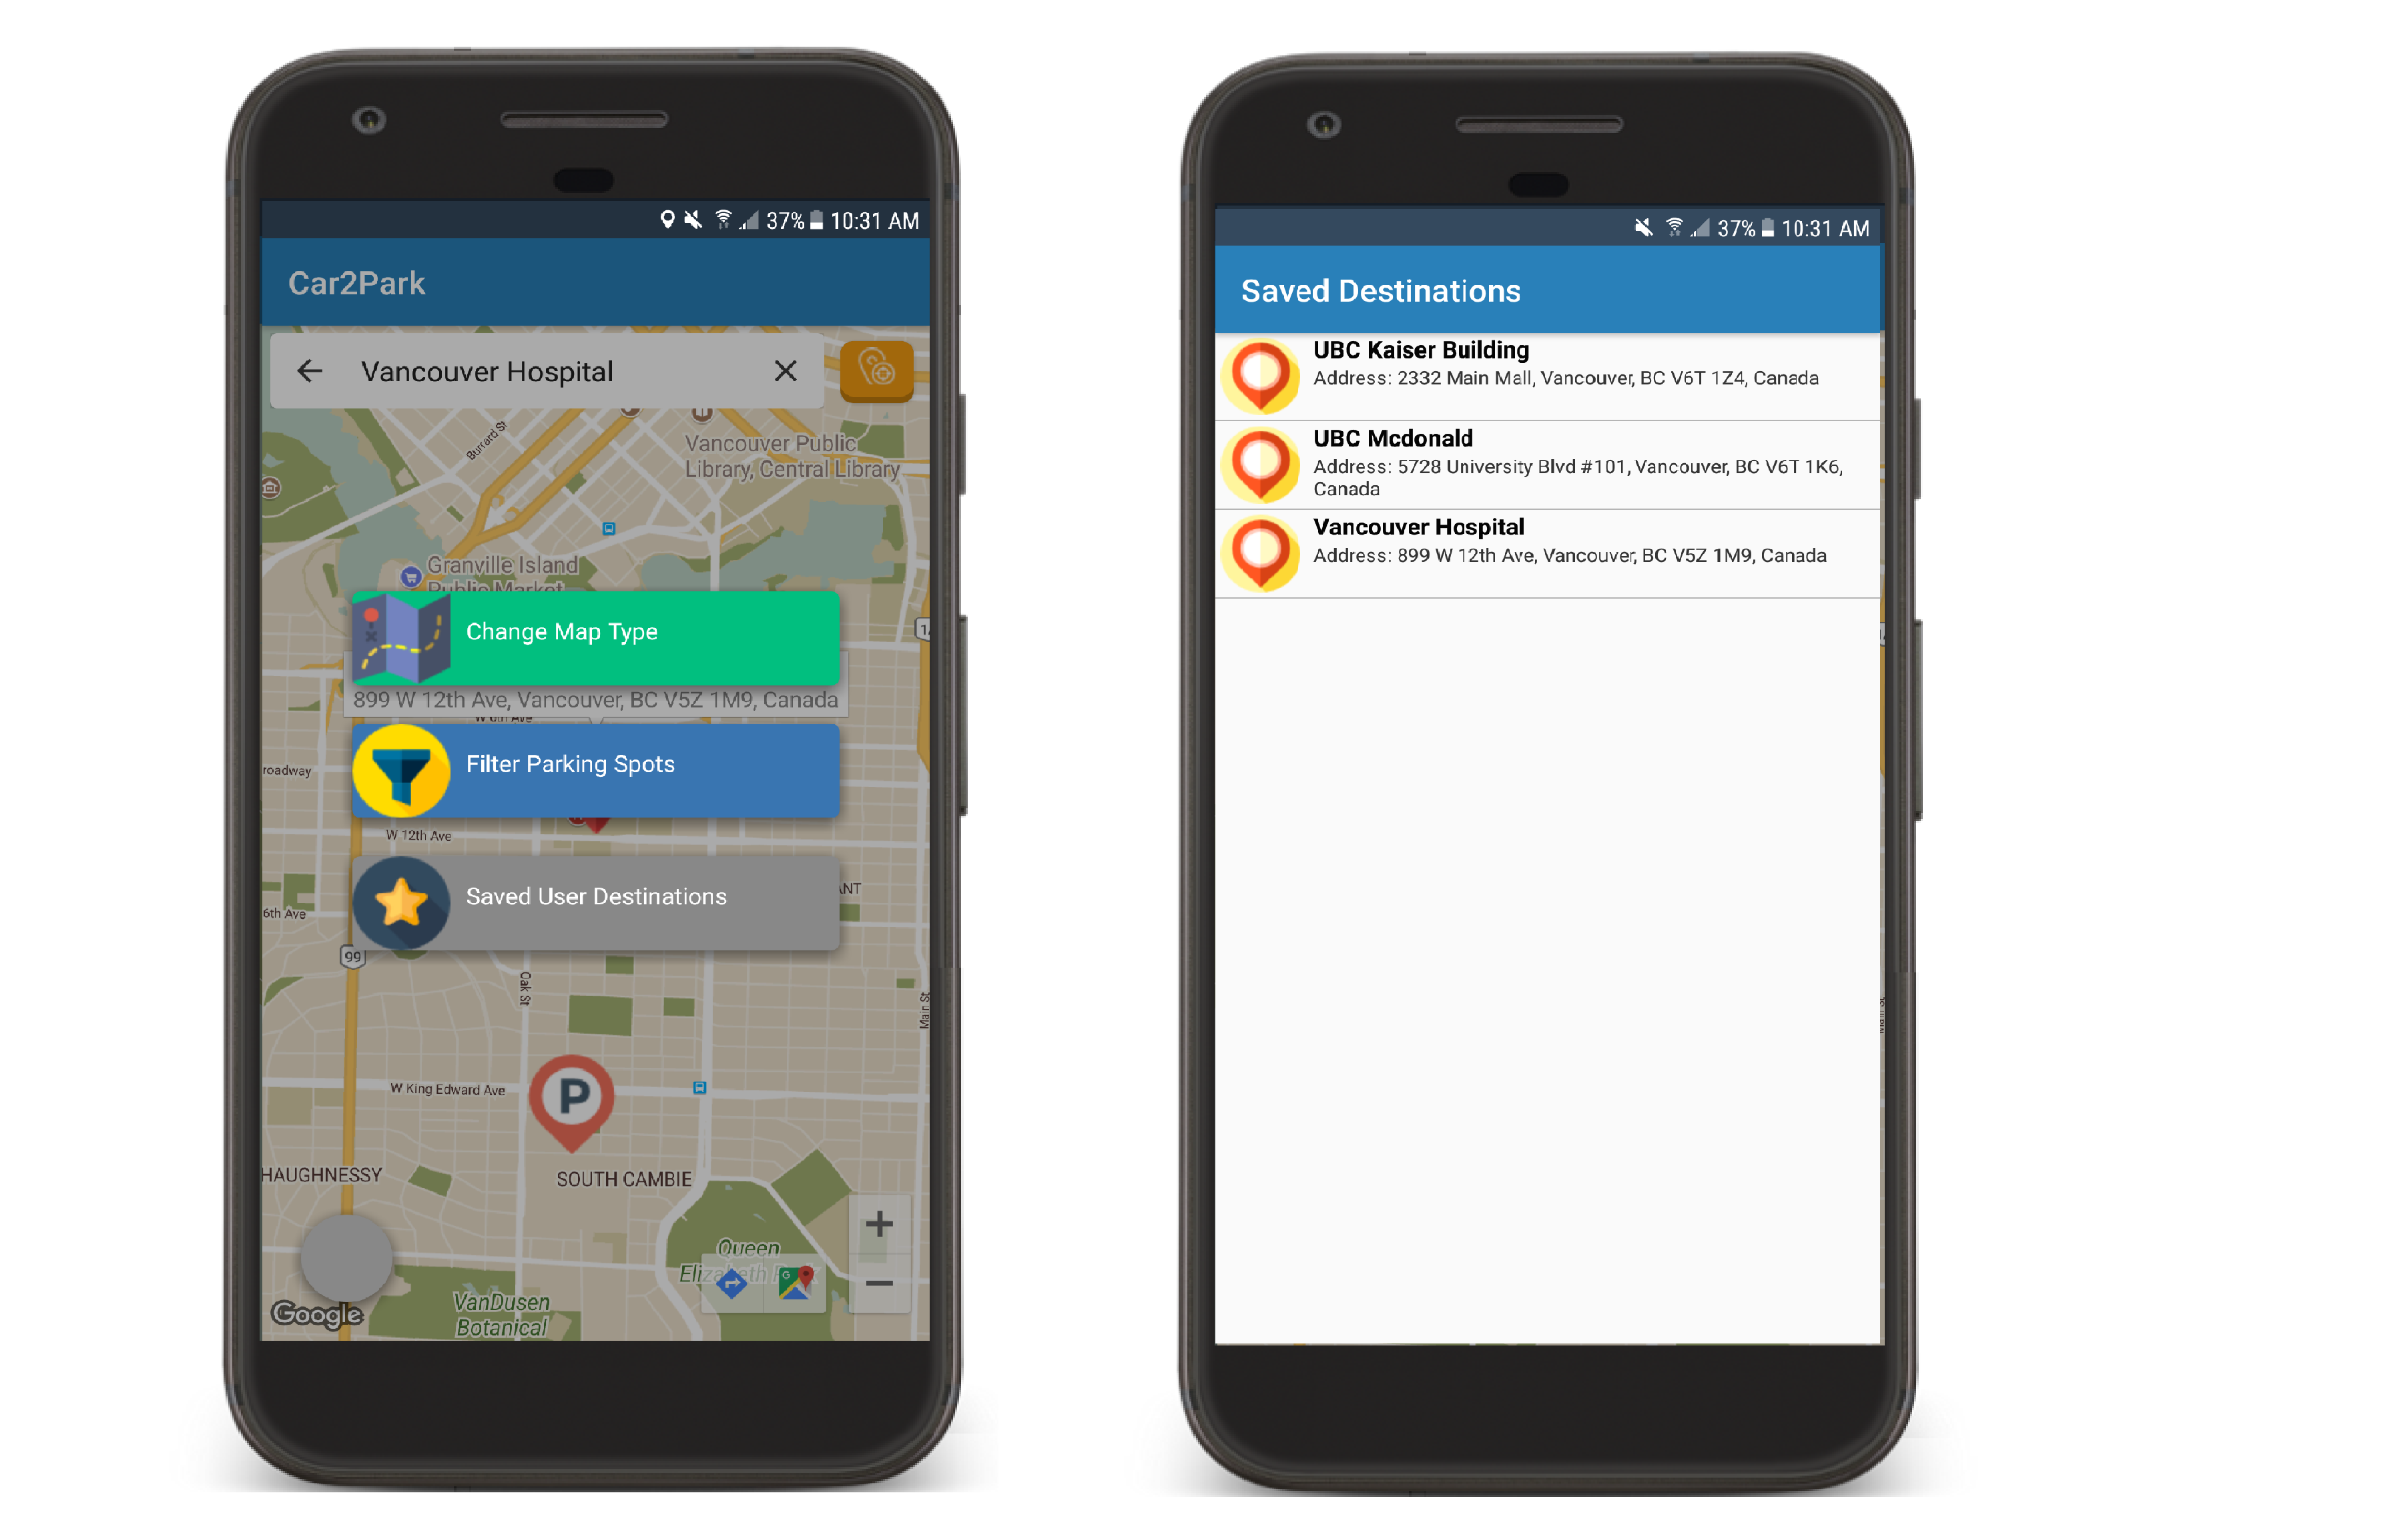 37% 10:31 AM
Car2Park
Vancouver Hospital
Burrard St
Vancouver Public
Library, Central Library
Granville Island
Public Market
Change Map Type
899 W 12th Ave, Vancouver, BC V5Z 1M9, Canada
W 6th Ave
roadway
Filter Parking Spots
W 12th Ave
Saved User Destinations
ANT
6th Ave
99
Oak St
Main St
W King Edward Ave
P
HAUGHNESSY
SOUTH CAMBIE
+
Queen
Elizabeth P
−
VanDusen
Botanical
Google
37% 10:31 AM
Saved Destinations
UBC Kaiser Building
Address: 2332 Main Mall, Vancouver, BC V6T 1Z4, Canada
UBC Mcdonald
Address: 5728 University Blvd #101, Vancouver, BC V6T 1K6,
Canada
Vancouver Hospital
Address: 899 W 12th Ave, Vancouver, BC V5Z 1M9, Canada